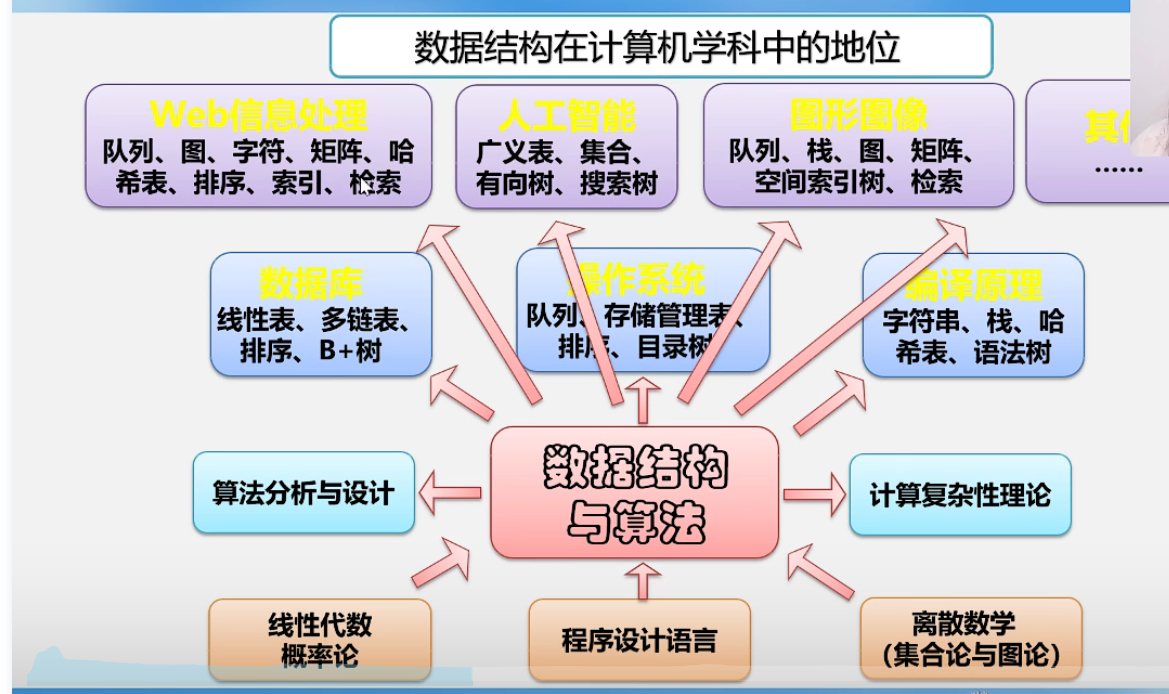 数据结构在计算机学科中的地位
Web信息处理
队列、图、字符、矩阵、哈
希表、排序、索引、检索
人工智能
广义表、集合、
有向树、搜索树
图形图像
队列、栈、图、矩阵、
空间索引树、检索
其
……
数据库
线性表、多链表、
排序、B+树
操作系统
队列、存储管理表、
排序、目录树
编译原理
字符串、栈、哈
希表、语法树
数据结构
与算法
算法分析与设计
计算复杂性理论
线性代数
概率论
程序设计语言
离散数学
（集合论与图论）